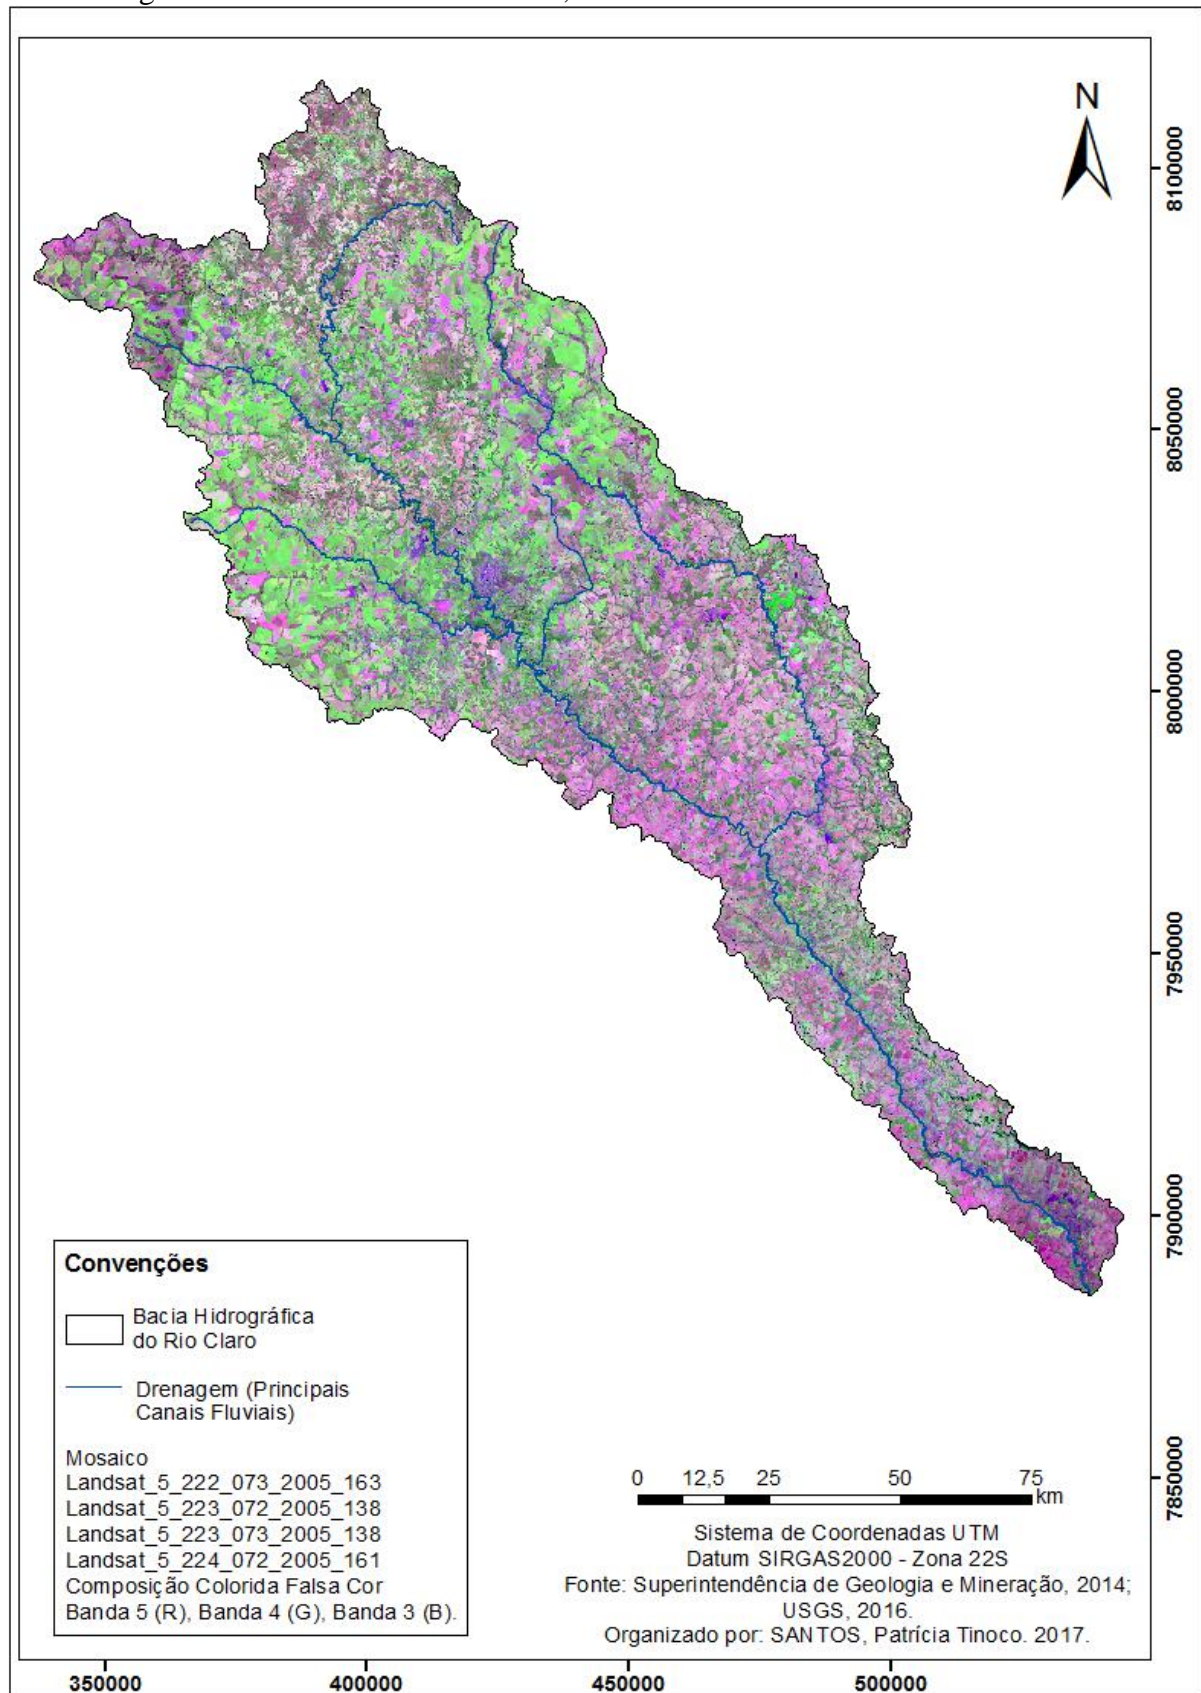 N
8100000
8050000
8000000
7950000
7900000
7850000
Convenções
Bacia Hidrográfica
do Rio Claro
Drenagem (Principais
Canais Fluviais)
Mosaico
Landsat_5_222_073_2005_163
Landsat_5_223_072_2005_138
Landsat_5_223_073_2005_138
Landsat_5_224_072_2005_161
Composição Colorida Falsa Cor
Banda 5 (R), Banda 4 (G), Banda 3 (B).
0 12,5 25 50 75
km
Sistema de Coordenadas UTM
Datum SIRGAS2000 - Zona 22S
Fonte: Superintendência de Geologia e Mineração, 2014;
USGS, 2016.
Organizado por: SANTOS, Patrícia Tinoco. 2017.
350000 400000 450000 500000